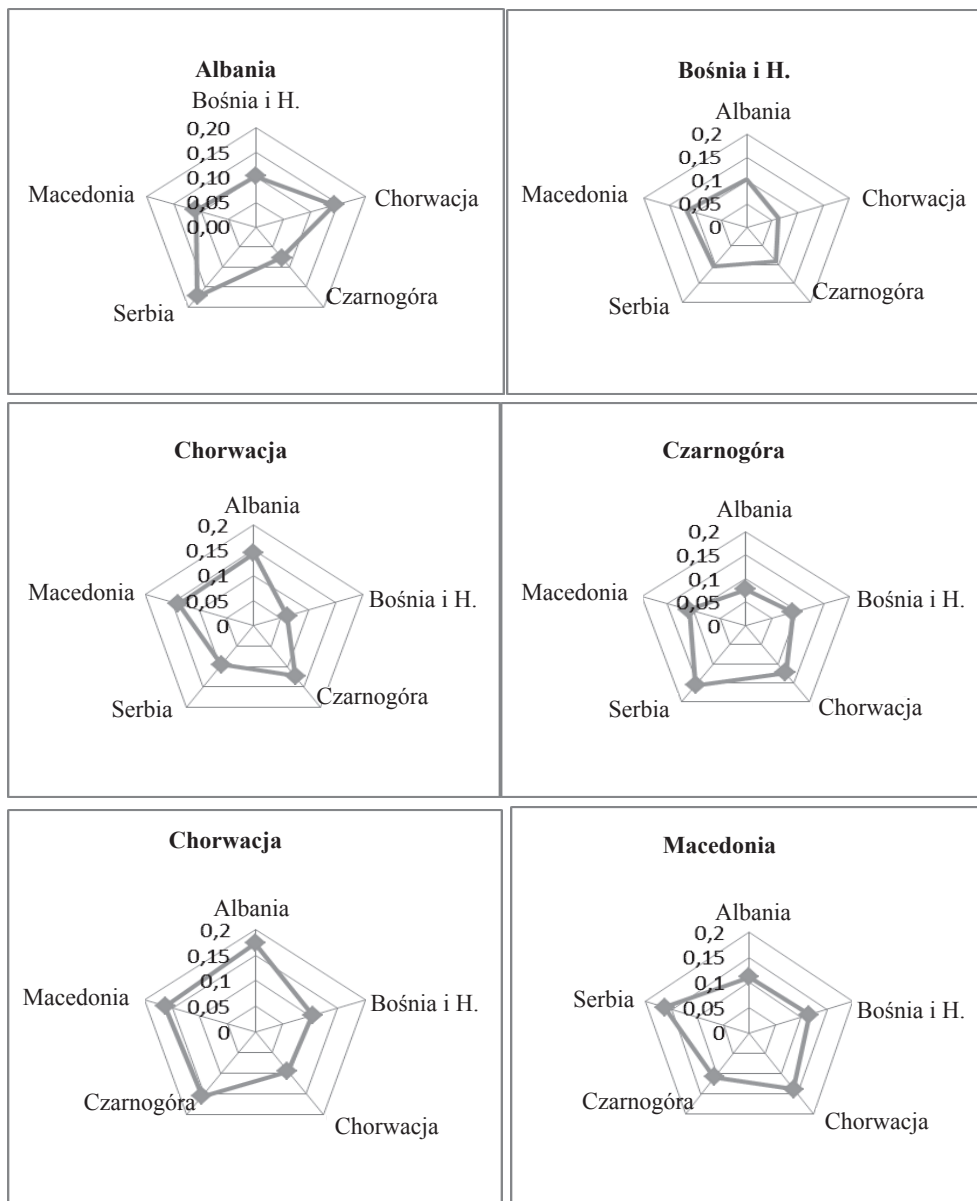 Albania
Bośnia i H.
0,20
0,15
0,10
0,05
0,00
Macedonia
Chorwacja
Serbia
Czarnogóra
Bośnia i H.
Albania
0,2
0,15
0,1
0,05
0
Macedonia
Chorwacja
Serbia
Czarnogóra
Chorwacja
Albania
0,2
0,15
0,1
0,05
0
Macedonia
Bośnia i H.
Serbia
Czarnogóra
Czarnogóra
Albania
0,2
0,15
0,1
0,05
0
Macedonia
Bośnia i H.
Serbia
Chorwacja
Chorwacja
Albania
0,2
0,15
0,1
0,05
0
Macedonia
Bośnia i H.
Czarnogóra
Chorwacja
Macedonia
Albania
0,2
0,15
0,1
0,05
0
Serbia
Bośnia i H.
Czarnogóra
Chorwacja